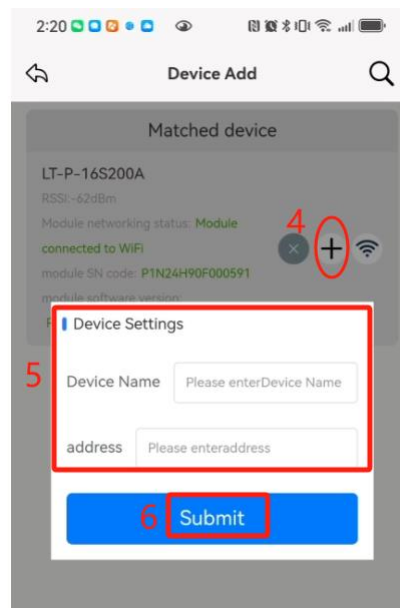 2:20
Device Add
Matched device
LT-P-16S200A
RSSI:-62dBm
Module networking status: Module
4
connected to WiFi
module SN code: P1N24H90F000591
module software version:
Device Settings
5
Device Name Please enterDevice Name
address Please enteraddress
6 Submit